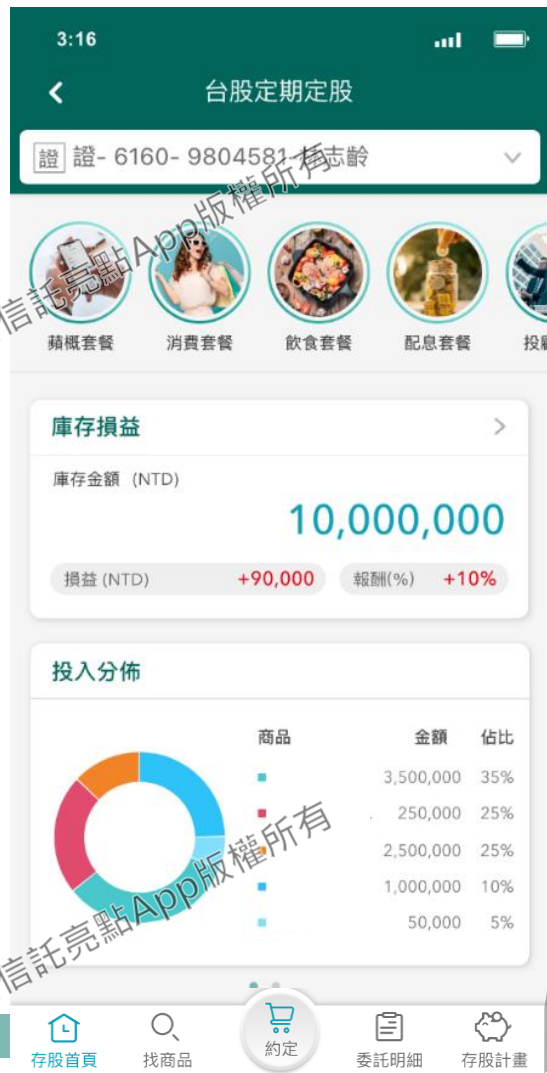 3:16
台股定期定股
證 證- 6160- 9804581-志齡
蘋概套餐 消費套餐 飲食套餐 配息套餐 投顧
庫存損益
庫存金額 (NTD)
10,000,000
損益 (NTD) +90,000 報酬(%) +10%
投入分佈
商品 金額 佔比
3,500,000 35%
. 250,000 25%
2,500,000 25%
1,000,000 10%
50,000 5%
信託亮點App版權所有
信託亮點App版權所有
存股首頁 找商品 約定 委託明細 存股計畫